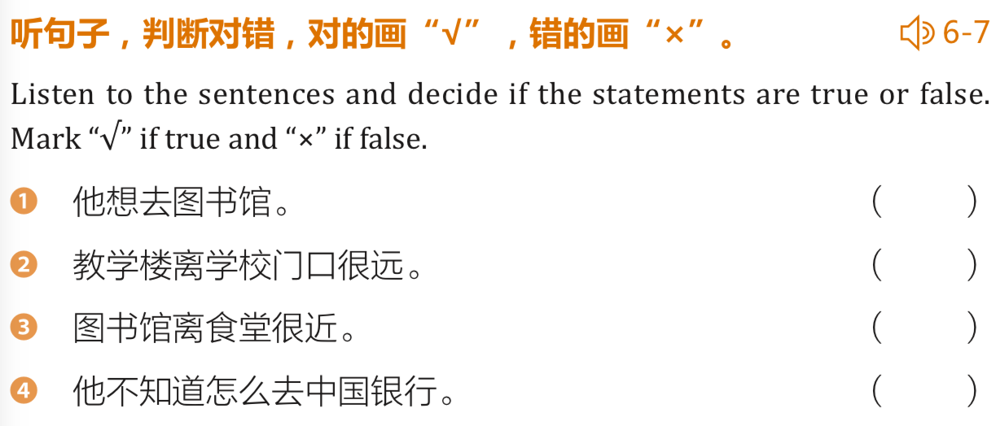 听句子，判断对错，对的画“√”，错的画“×”。 6-7
Listen to the sentences and decide if the statements are true or false.
Mark “√” if true and “×” if false.
1 他想去图书馆。 （ ）
2 教学楼离学校门口很远。 （ ）
3 图书馆离食堂很近。 （ ）
4 他不知道怎么去中国银行。 （ ）